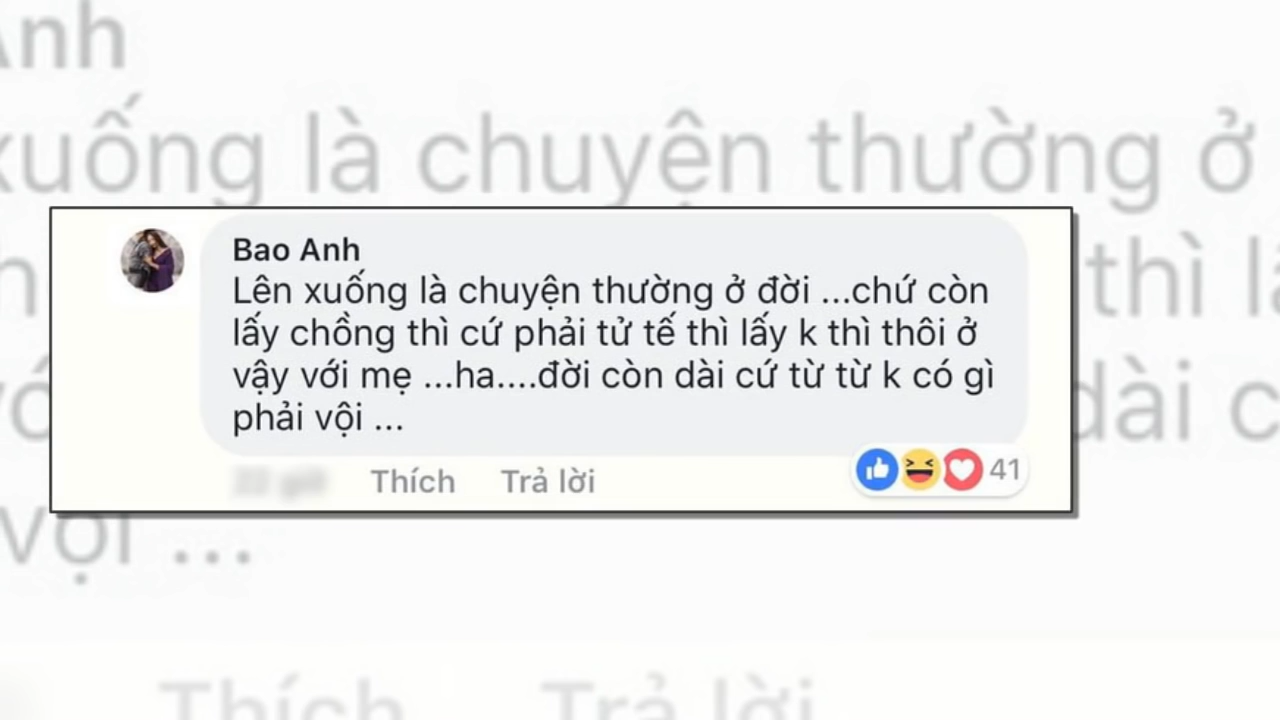 Anh
xuống là chuyện thường ở
thì
dài
vội ...
Bao Anh
Lên xuống là chuyện thường ở đời ...chứ còn
lấy chồng thì cứ phải tử tế thì lấy k thì thôi ở
vậy với mẹ ...ha....đời còn dài cứ từ từ k có gì
phải vội ...
Thích Trả lời
41
Thích Trả lời